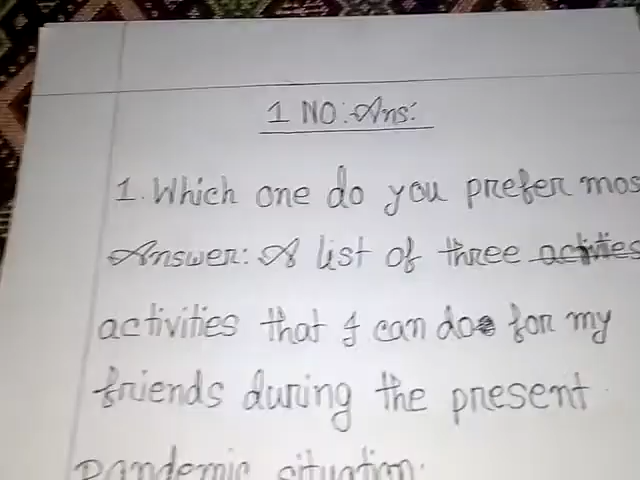 1 NO: Ans:
1. Which one do you prefer mos
Answer: A list of three actities
activities that I can do for my
friends during the present
pandemic situation.